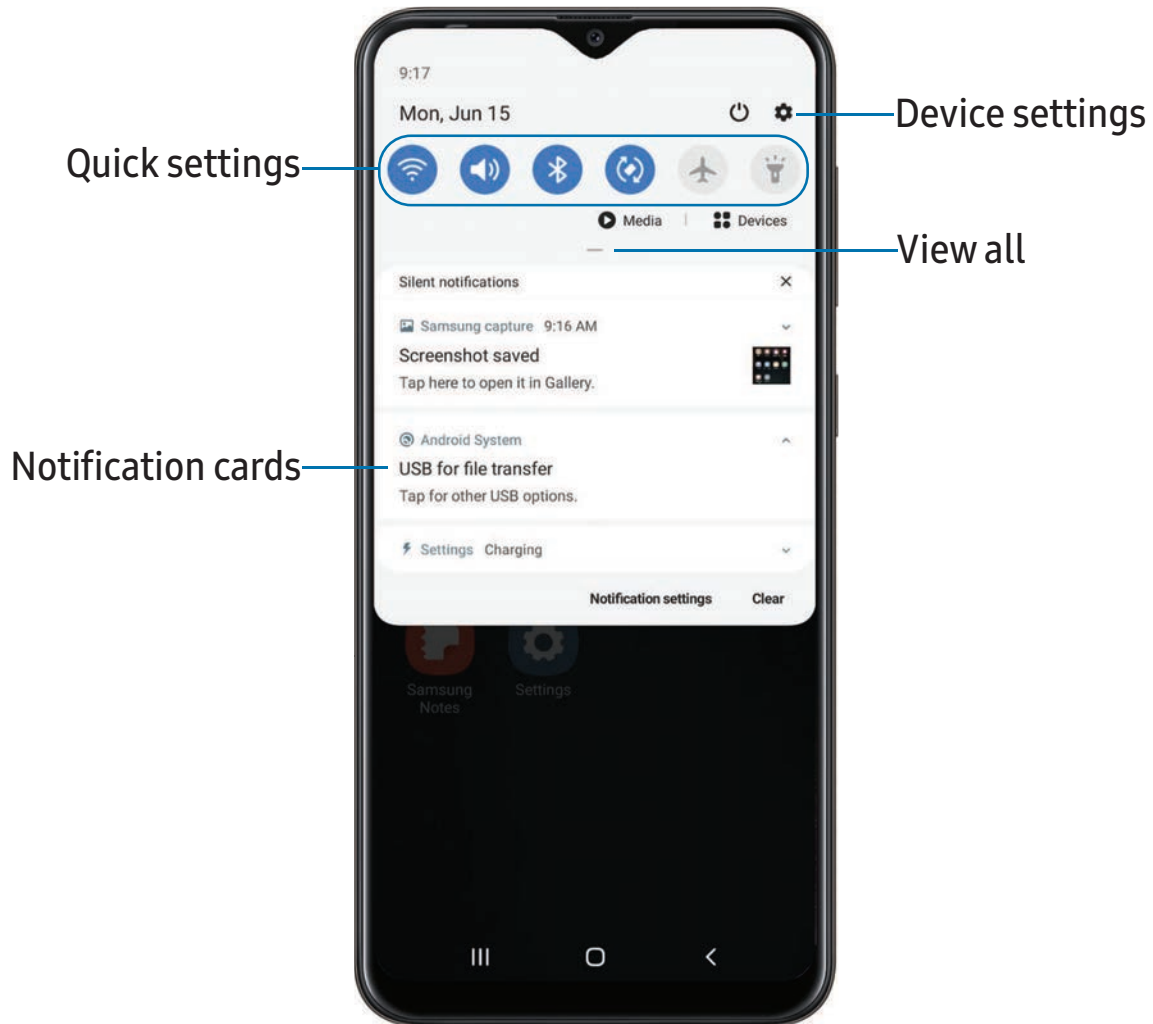 9:17
Mon, Jun 15
Device settings
Quick settings
Media
Devices
View all
Silent notifications
Samsung capture 9:16 AM
Screenshot saved
Tap here to open it in Gallery.
Android System
Notification cards
USB for file transfer
Tap for other USB options.
Settings Charging
Notification settings Clear
Samsung
Notes
Settings